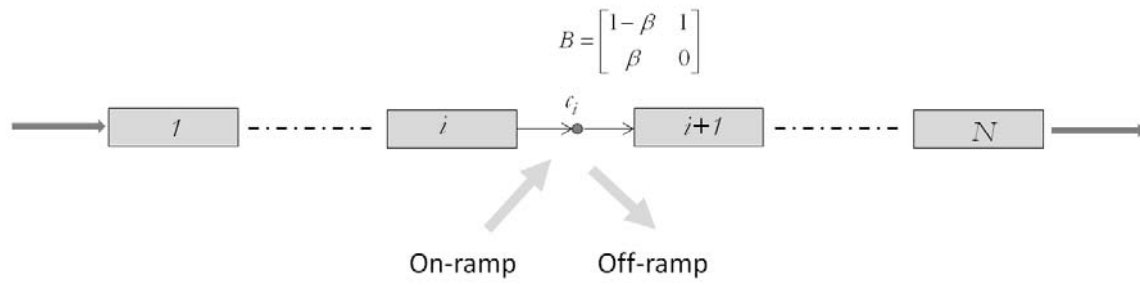 B = [1−β 1
β 0]
c_i
1 i i+1 N
On-ramp Off-ramp